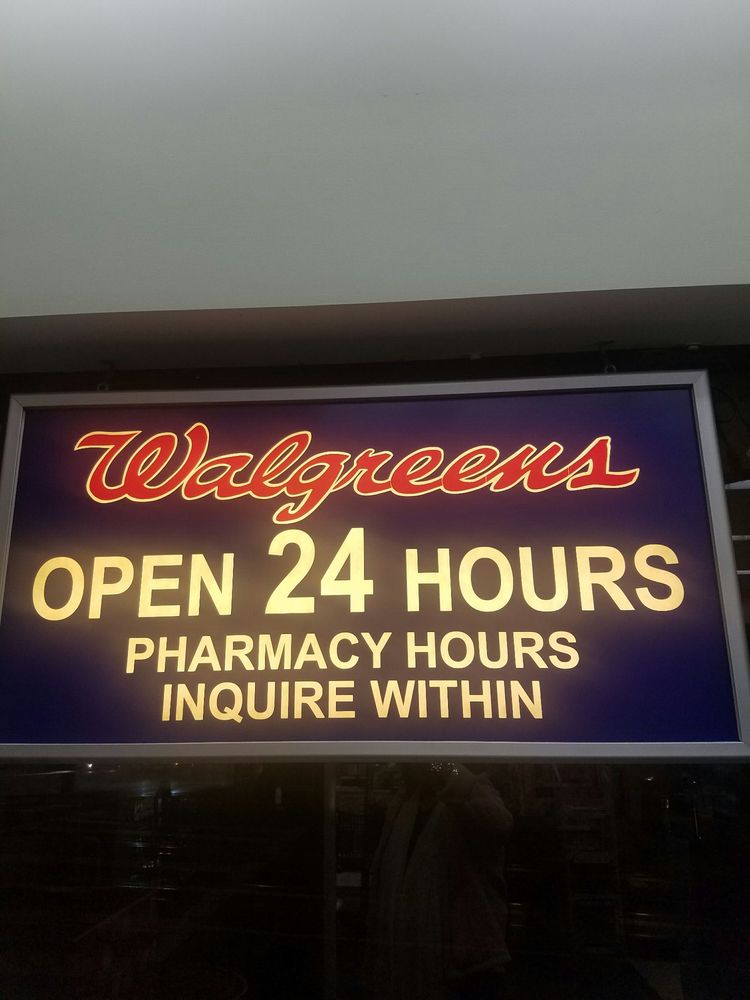 Walgreens
OPEN 24 HOURS
PHARMACY HOURS
INQUIRE WITHIN